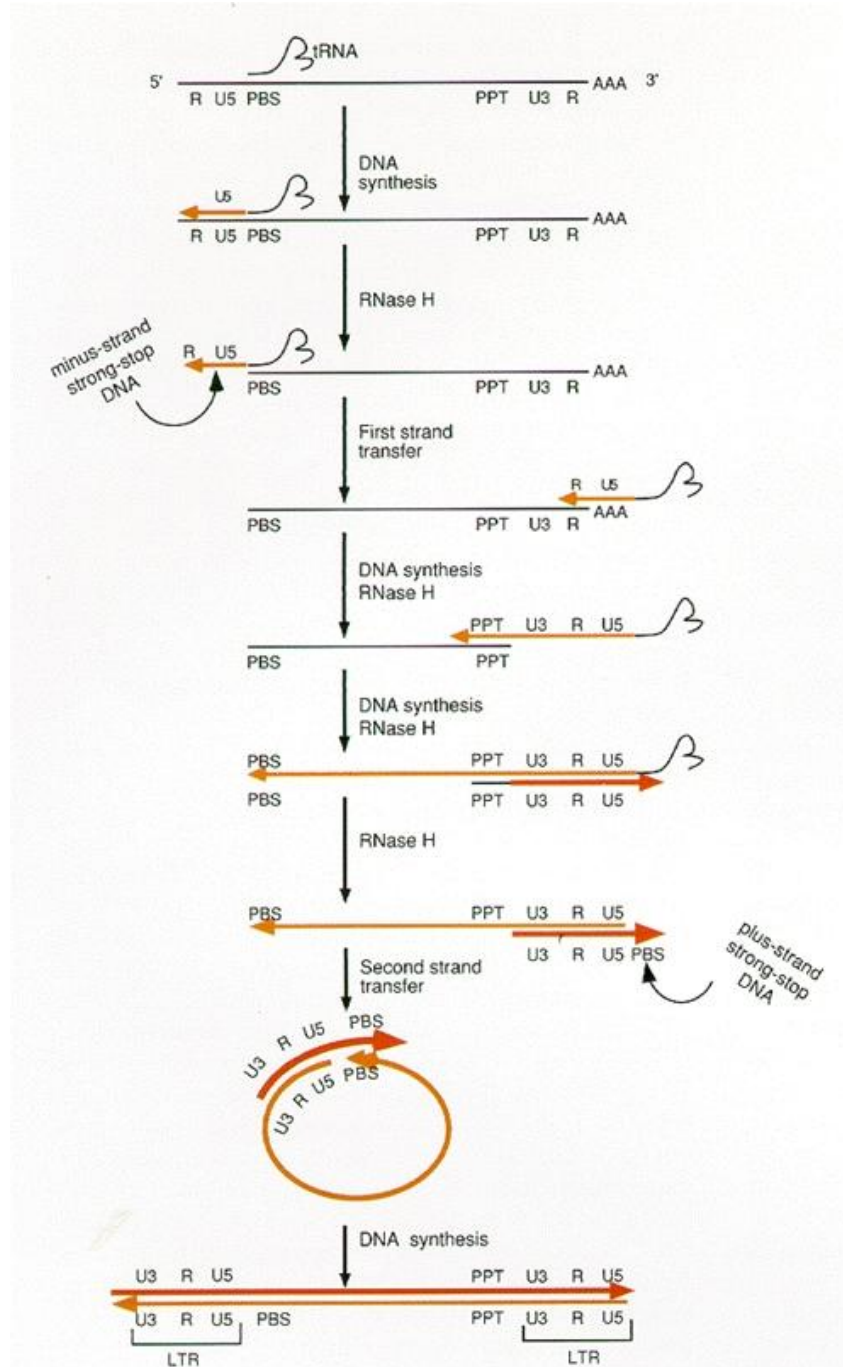 tRNA
5' AAA 3'
R U5 PBS PPT U3 R
DNA
synthesis
U5
AAA
R U5 PBS PPT U3 R
RNase H
minus-strand
strong-stop
DNA
R U5
AAA
PBS PPT U3 R
First strand
transfer
R U5
AAA
PBS PPT U3 R
DNA synthesis
RNase H
PPT U3 R U5
PBS PPT
DNA synthesis
RNase H
PBS PPT U3 R U5
PBS PPT U3 R U5
RNase H
PBS PPT U3 R U5
U3 R U5 PBS
plus-strand
strong-stop
DNA
Second strand
transfer
U3 R U5 PBS
U3 R U5 PBS
DNA synthesis
U3 R U5 PPT U3 R U5
U3 R U5 PBS PPT U3 R U5
LTR LTR